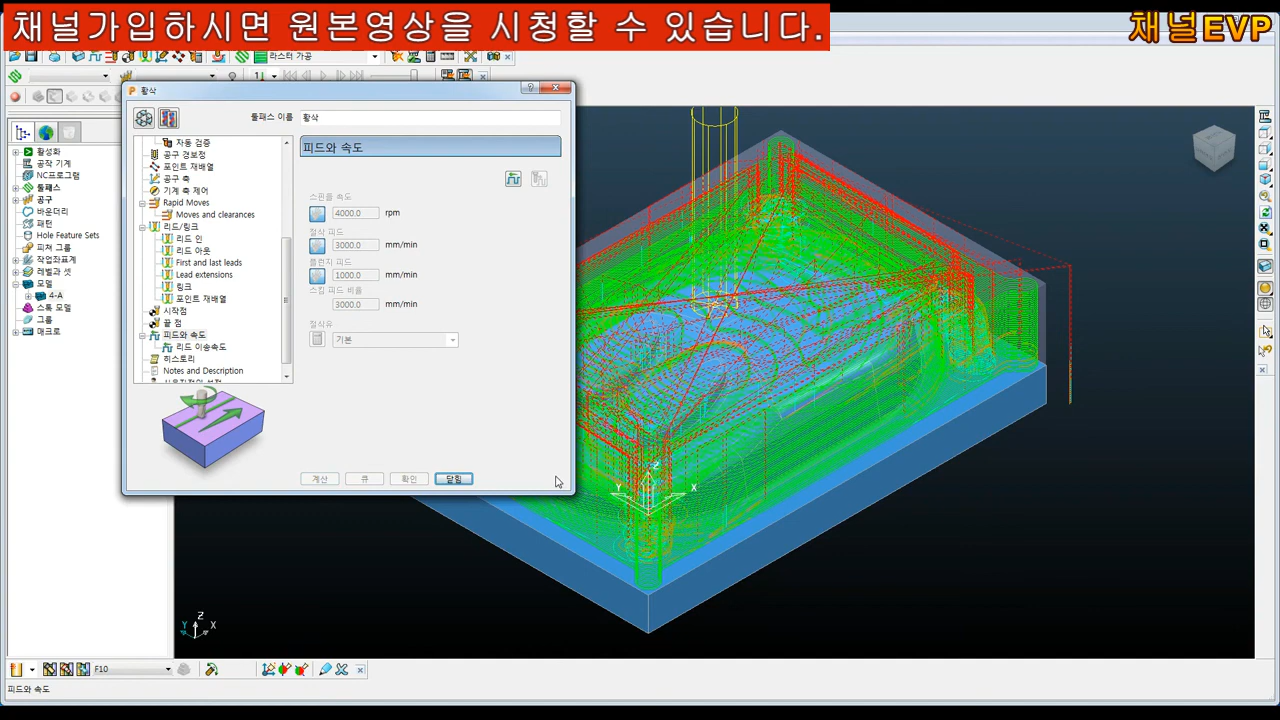 채널가입하시면 원본영상을 시청할 수 있습니다.
채널EVP
라스터 가공
황삭
툴패스 이름 황삭
피드와 속도
스핀들 속도
4000.0 rpm
절삭 피드
3000.0 mm/min
플런지 피드
1000.0 mm/min
스킴 피드 비율
3000.0 mm/min
절삭유
기본
계산 큐 확인 닫힘
자동 검증
공구 경보정
포인트 재배열
공구 축
기계 축 제어
Rapid Moves
Moves and clearances
리드/링크
리드 인
리드 아웃
First and last leads
Lead extensions
링크
포인트 재배열
시작점
끝 점
피드와 속도
리드 이송속도
히스토리
Notes and Description
활성화
공작 기계
NC프로그램
툴패스
공구
바운더리
패턴
Hole Feature Sets
피쳐 그룹
작업좌표계
레벨과 셋
모델
4-A
스톡 모델
그룹
매크로
Z
Y X
Z
Y X
F10
피드와 속도